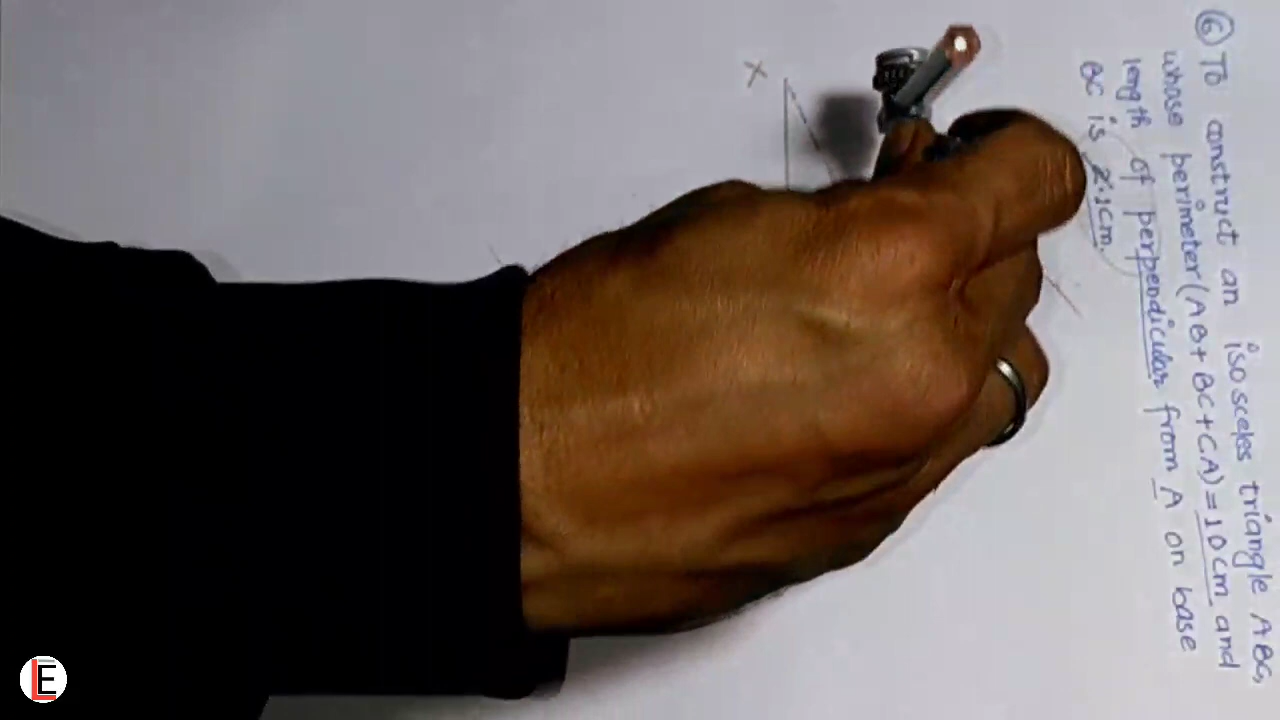 ⑥ To construct an isosceles triangle ABC,
whose perimeter (AB + BC + CA) = 10 cm and
length of perpendicular from A on base
BC is 2.1cm.
X
LE